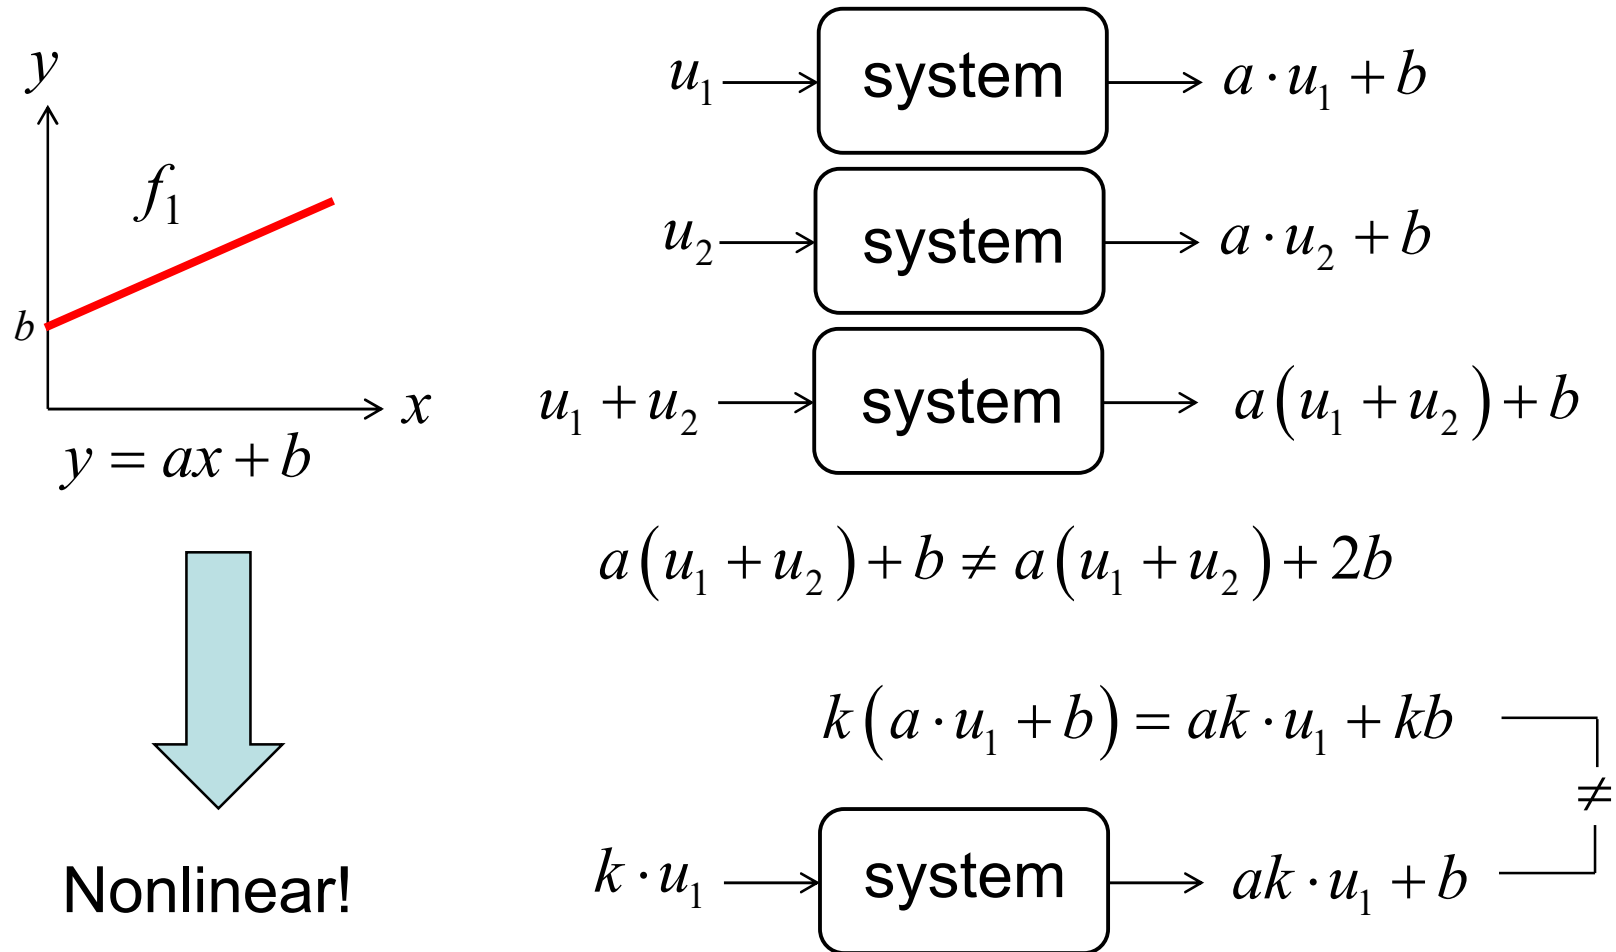 y
f₁
b
x
y = ax + b
Nonlinear!
u₁ system a · u₁ + b
u₂ system a · u₂ + b
u₁ + u₂ system a(u₁ + u₂) + b
a(u₁ + u₂) + b ≠ a(u₁ + u₂) + 2b
k(a · u₁ + b) = ak · u₁ + kb
≠
k · u₁ system ak · u₁ + b